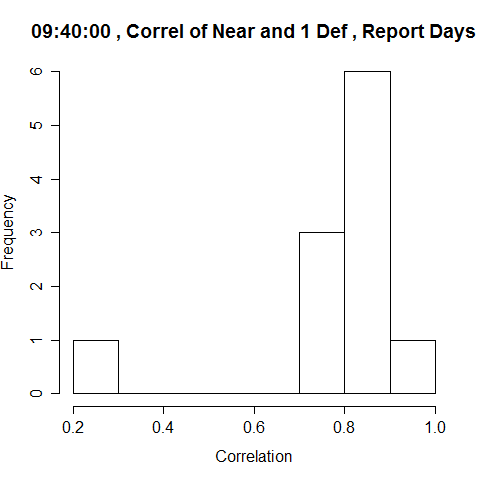 09:40:00 , Correl of Near and 1 Def , Report Days
6
5
4
3
2
1
0
Frequency
0.2 0.4 0.6 0.8 1.0
Correlation